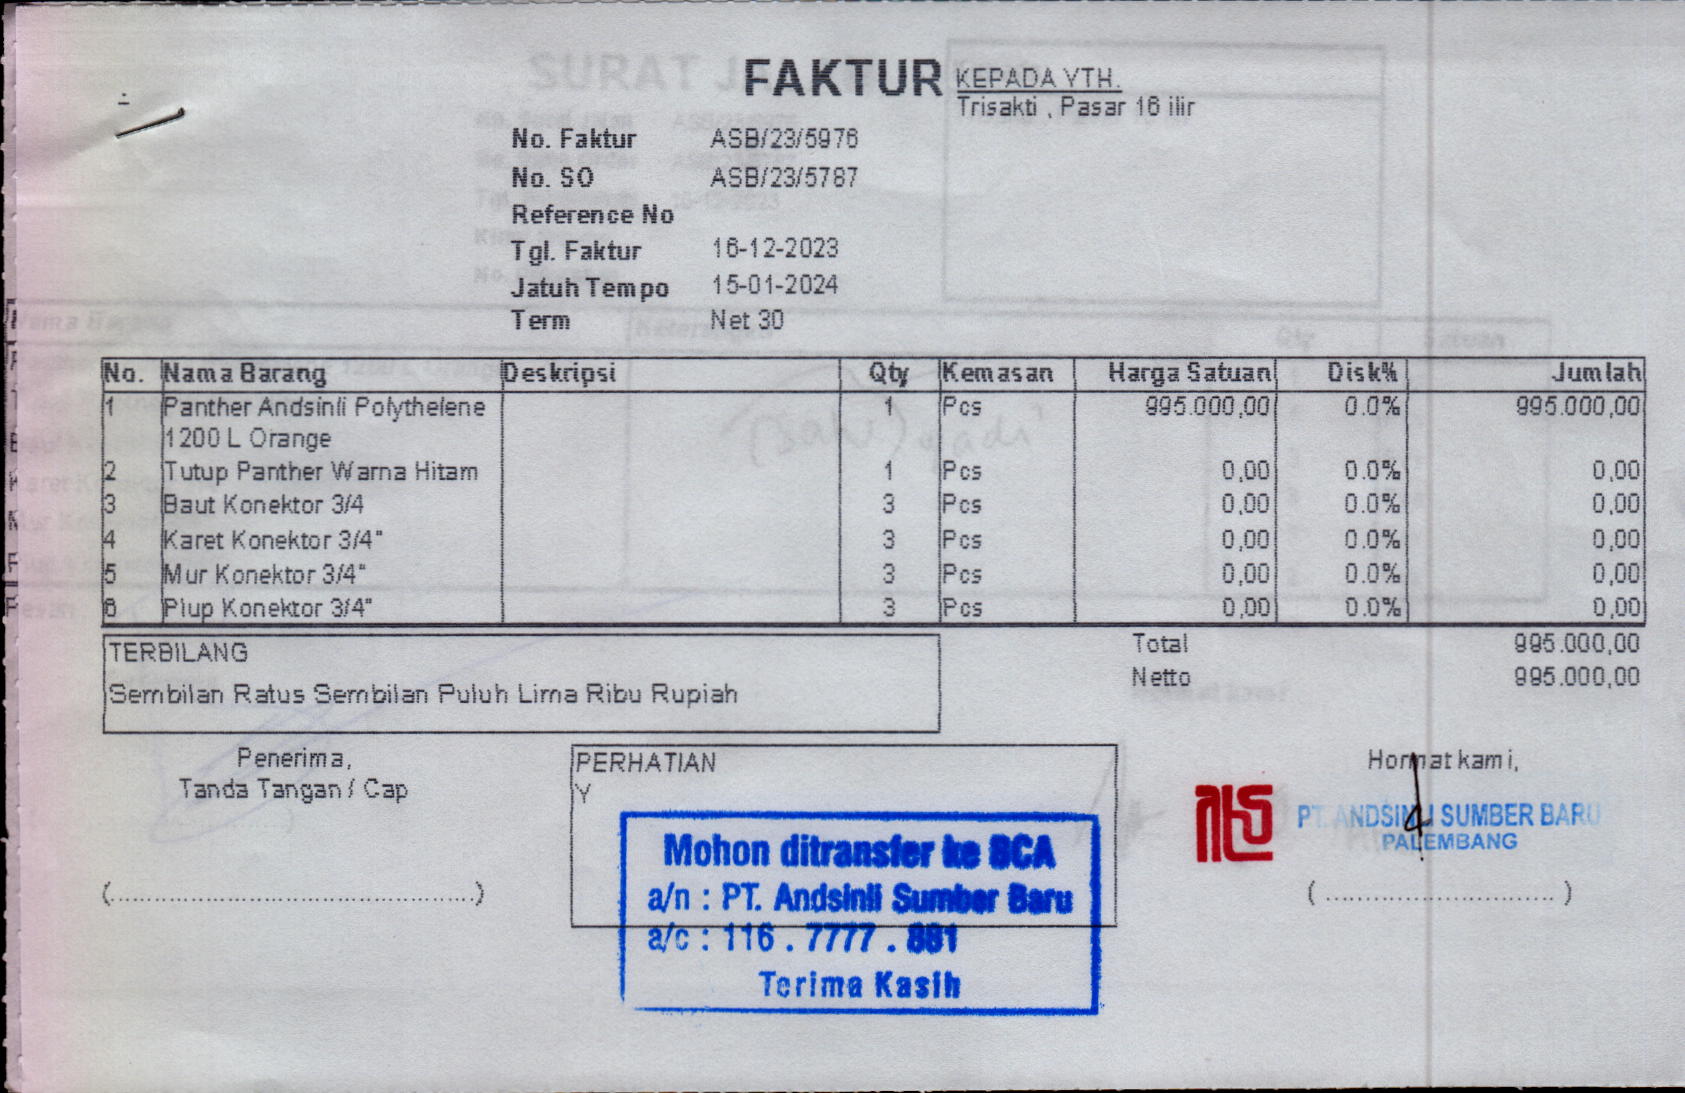 FAKTUR
KEPADA YTH.
Trisakti , Pasar 16 ilir
No. Faktur ASB/23/5976
No. SO ASB/23/5787
Reference No
Tgl. Faktur 16-12-2023
Jatuh Tempo 15-01-2024
Term Net 30
No. Nama Barang Deskripsi Qty Kemasan Harga Satuan Disk% Jumlah
1 Panther Andsinli Polythelene 1 Pcs 995.000,00 0.0% 995.000,00
1200 L Orange
2 Tutup Panther Warna Hitam 1 Pcs 0,00 0.0% 0,00
3 Baut Konektor 3/4 3 Pcs 0,00 0.0% 0,00
4 Karet Konektor 3/4" 3 Pcs 0,00 0.0% 0,00
5 Mur Konektor 3/4" 3 Pcs 0,00 0.0% 0,00
6 Plup Konektor 3/4" 3 Pcs 0,00 0.0% 0,00
TERBILANG
Sembilan Ratus Sembilan Puluh Lima Ribu Rupiah
Total 995.000,00
Netto 995.000,00
Penerima,
Tanda Tangan / Cap
(................................................)
PERHATIAN
Y
Mohon ditransfer ke BCA
a/n : PT. Andsinli Sumber Baru
a/c : 116 . 7777 . 881
Terima Kasih
Hormat kami,
PT. ANDSINLI SUMBER BARU
PALEMBANG
( .............................. )